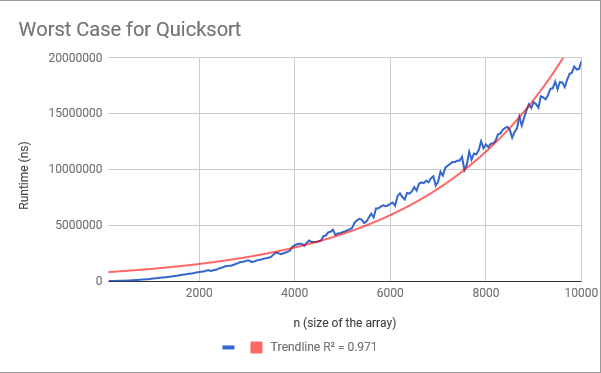 Worst Case for Quicksort
20000000
15000000
10000000
5000000
0
Runtime (ns)
2000 4000 6000 8000 10000
n (size of the array)
Trendline R² = 0.971